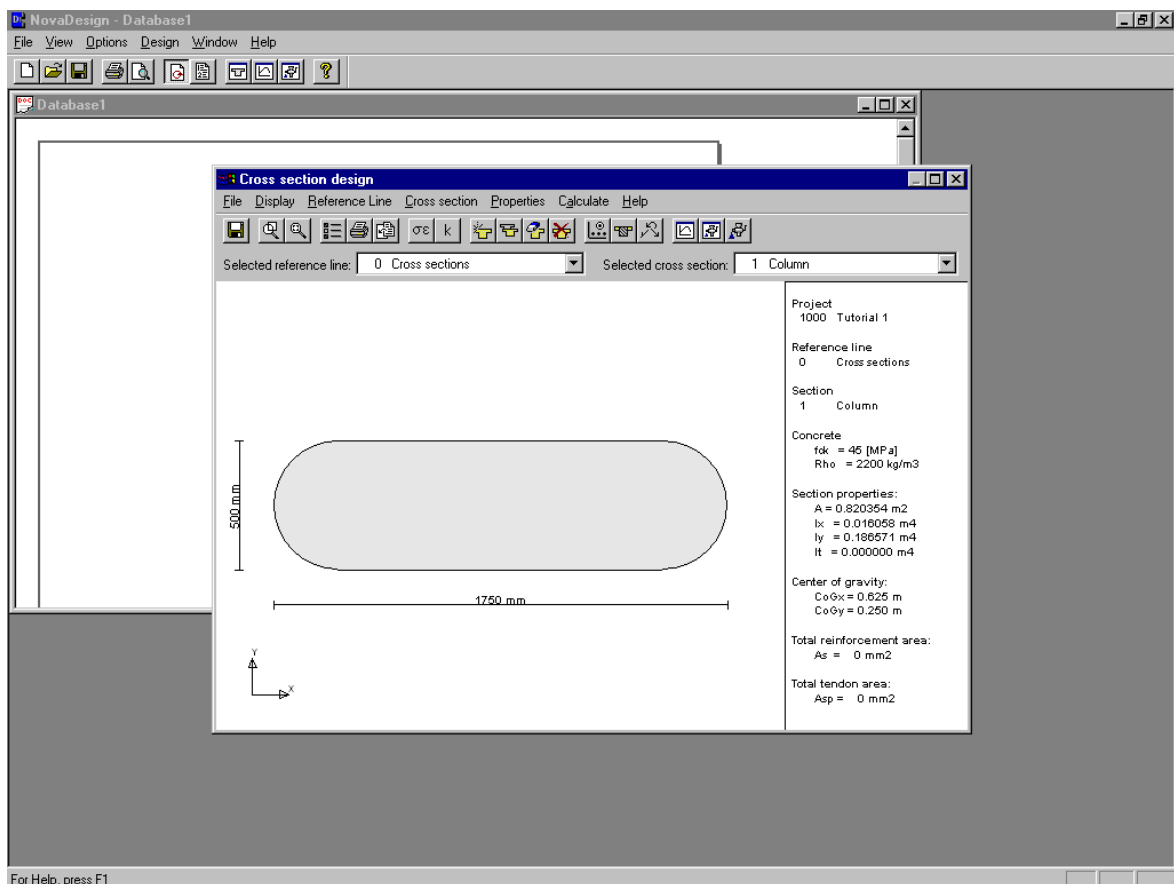 NovaDesign - Database1
File View Options Design Window Help
Database1
Cross section design
File Display Reference Line Cross section Properties Calculate Help
σε k
Selected reference line: 0 Cross sections Selected cross section: 1 Column
Project
1000 Tutorial 1
Reference line
0 Cross sections
Section
1 Column
Concrete
fck = 45 [MPa]
Rho = 2200 kg/m3
Section properties:
A = 0.820354 m2
Ix = 0.016058 m4
Iy = 0.186571 m4
It = 0.000000 m4
Center of gravity:
CoGx = 0.625 m
CoGy = 0.250 m
Total reinforcement area:
As = 0 mm2
Total tendon area:
Asp = 0 mm2
500 mm
1750 mm
Y
X
For Help, press F1